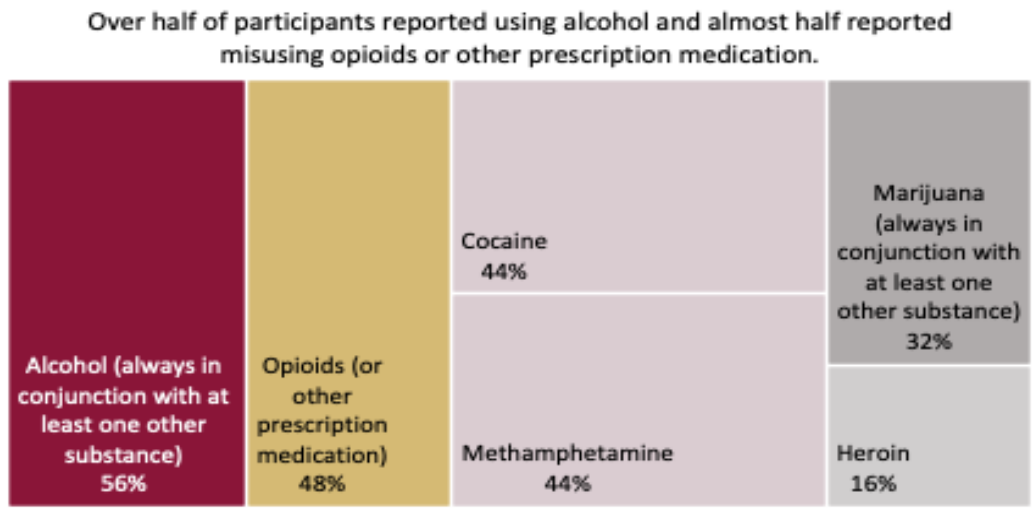 Over half of participants reported using alcohol and almost half reported
misusing opioids or other prescription medication.
Alcohol (always in
conjunction with at
least one other
substance)
56%
Opioids (or
other
prescription
medication)
48%
Cocaine
44%
Methamphetamine
44%
Marijuana
(always in
conjunction with
at least one
other substance)
32%
Heroin
16%